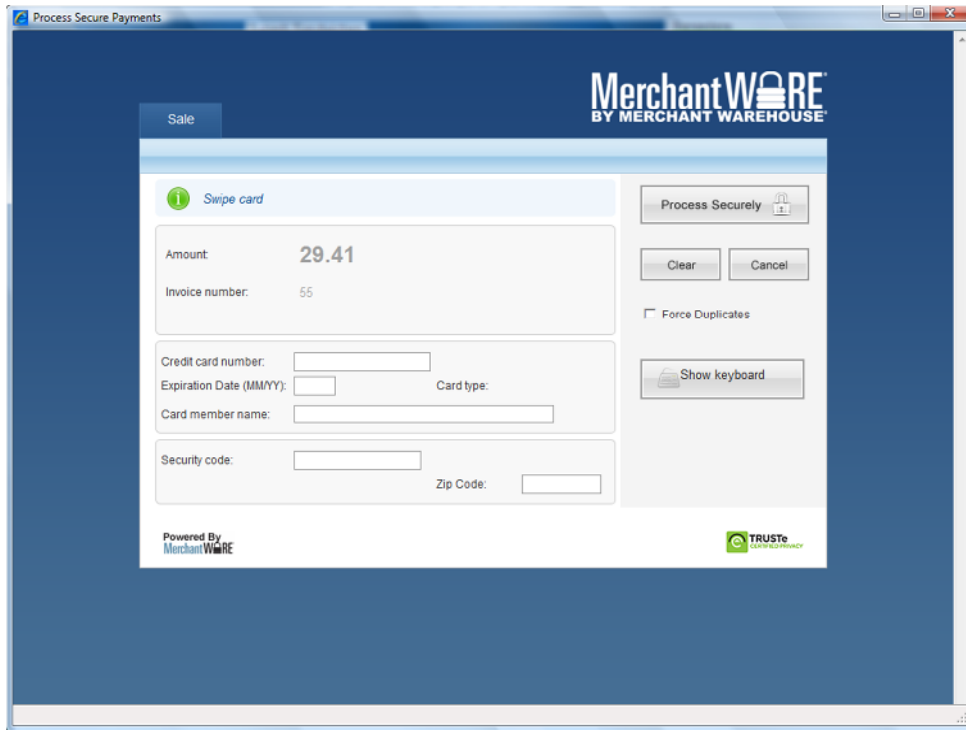 Process Secure Payments
MerchantWARE
BY MERCHANT WAREHOUSE
Sale
Swipe card
Process Securely
Amount: 29.41
Clear Cancel
Invoice number: 55
Force Duplicates
Credit card number:
Show keyboard
Expiration Date (MM/YY): Card type:
Card member name:
Security code:
Zip Code:
Powered By
MerchantWARE
TRUSTe
CERTIFIED PRIVACY